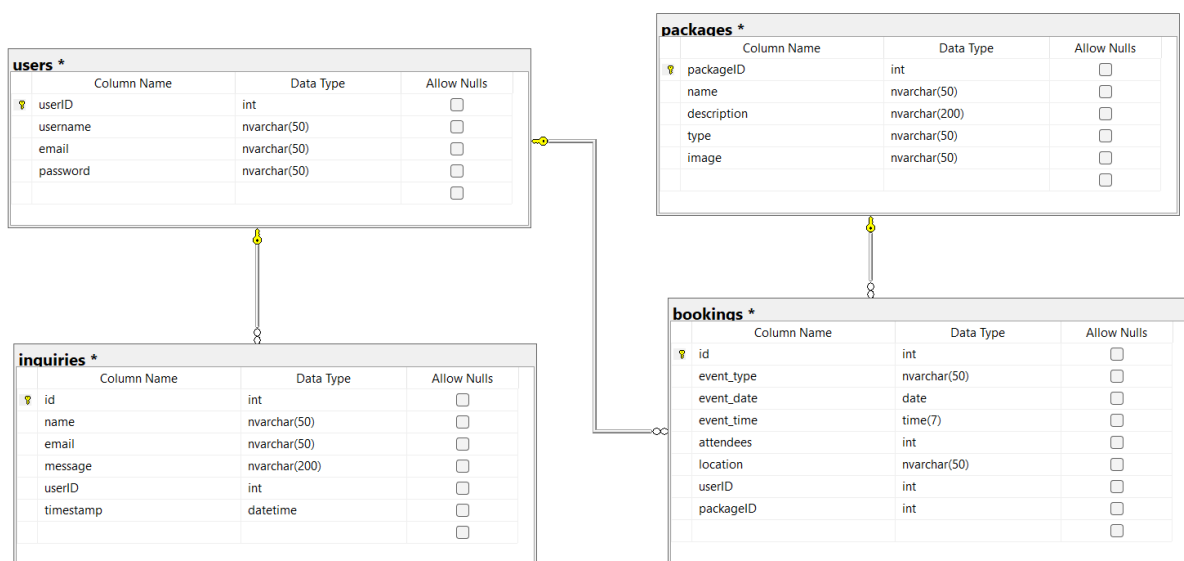 users *
Column Name Data Type Allow Nulls
userID int
username nvarchar(50)
email nvarchar(50)
password nvarchar(50)
packages *
Column Name Data Type Allow Nulls
packageID int
name nvarchar(50)
description nvarchar(200)
type nvarchar(50)
image nvarchar(50)
inquiries *
Column Name Data Type Allow Nulls
id int
name nvarchar(50)
email nvarchar(50)
message nvarchar(200)
userID int
timestamp datetime
bookings *
Column Name Data Type Allow Nulls
id int
event_type nvarchar(50)
event_date date
event_time time(7)
attendees int
location nvarchar(50)
userID int
packageID int